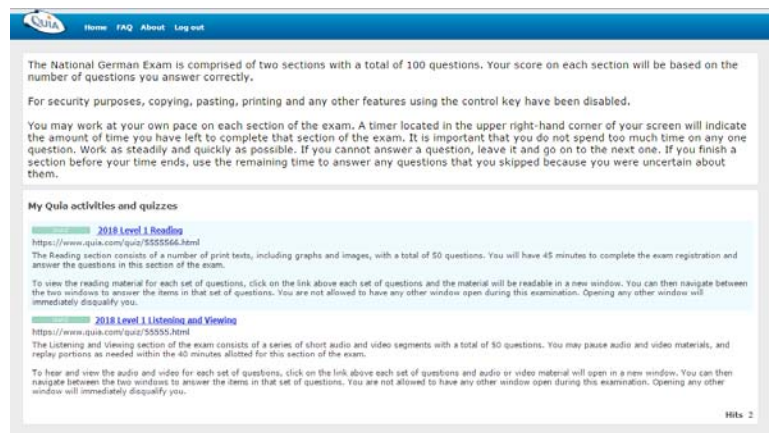 QUIA
Home FAQ About Log out
The National German Exam is comprised of two sections with a total of 100 questions. Your score on each section will be based on the
number of questions you answer correctly.
For security purposes, copying, pasting, printing and any other features using the control key have been disabled.
You may work at your own pace on each section of the exam. A timer located in the upper right-hand corner of your screen will indicate
the amount of time you have left to complete that section of the exam. It is important that you do not spend too much time on any one
question. Work as steadily and quickly as possible. If you cannot answer a question, leave it and go on to the next one. If you finish a
section before your time ends, use the remaining time to answer any questions that you skipped because you were uncertain about
them.
My Quia activities and quizzes
2018 Level 1 Reading
https://www.quia.com/quiz/5555566.html
The Reading section consists of a number of print texts, including graphs and images, with a total of 50 questions. You will have 45 minutes to complete the exam registration and
answer the questions in this section of the exam.
To view the reading material for each set of questions, click on the link above each set of questions and the material will be readable in a new window. You can then navigate between
the two windows to answer the items in that set of questions. You are not allowed to have any other window open during this examination. Opening any other window will
immediately disqualify you.
2018 Level 1 Listening and Viewing
https://www.quia.com/quiz/55555.html
The Listening and Viewing section of the exam consists of a series of short audio and video segments with a total of 50 questions. You may pause audio and video materials, and
replay portions as needed within the 40 minutes allotted for this section of the exam.
To hear and view the audio and video for each set of questions, click on the link above each set of questions and audio or video material will open in a new window. You can then
navigate between the two windows to answer the items in that set of questions. You are not allowed to have any other window open during this examination. Opening any other
window will immediately disqualify you.
Hits 2